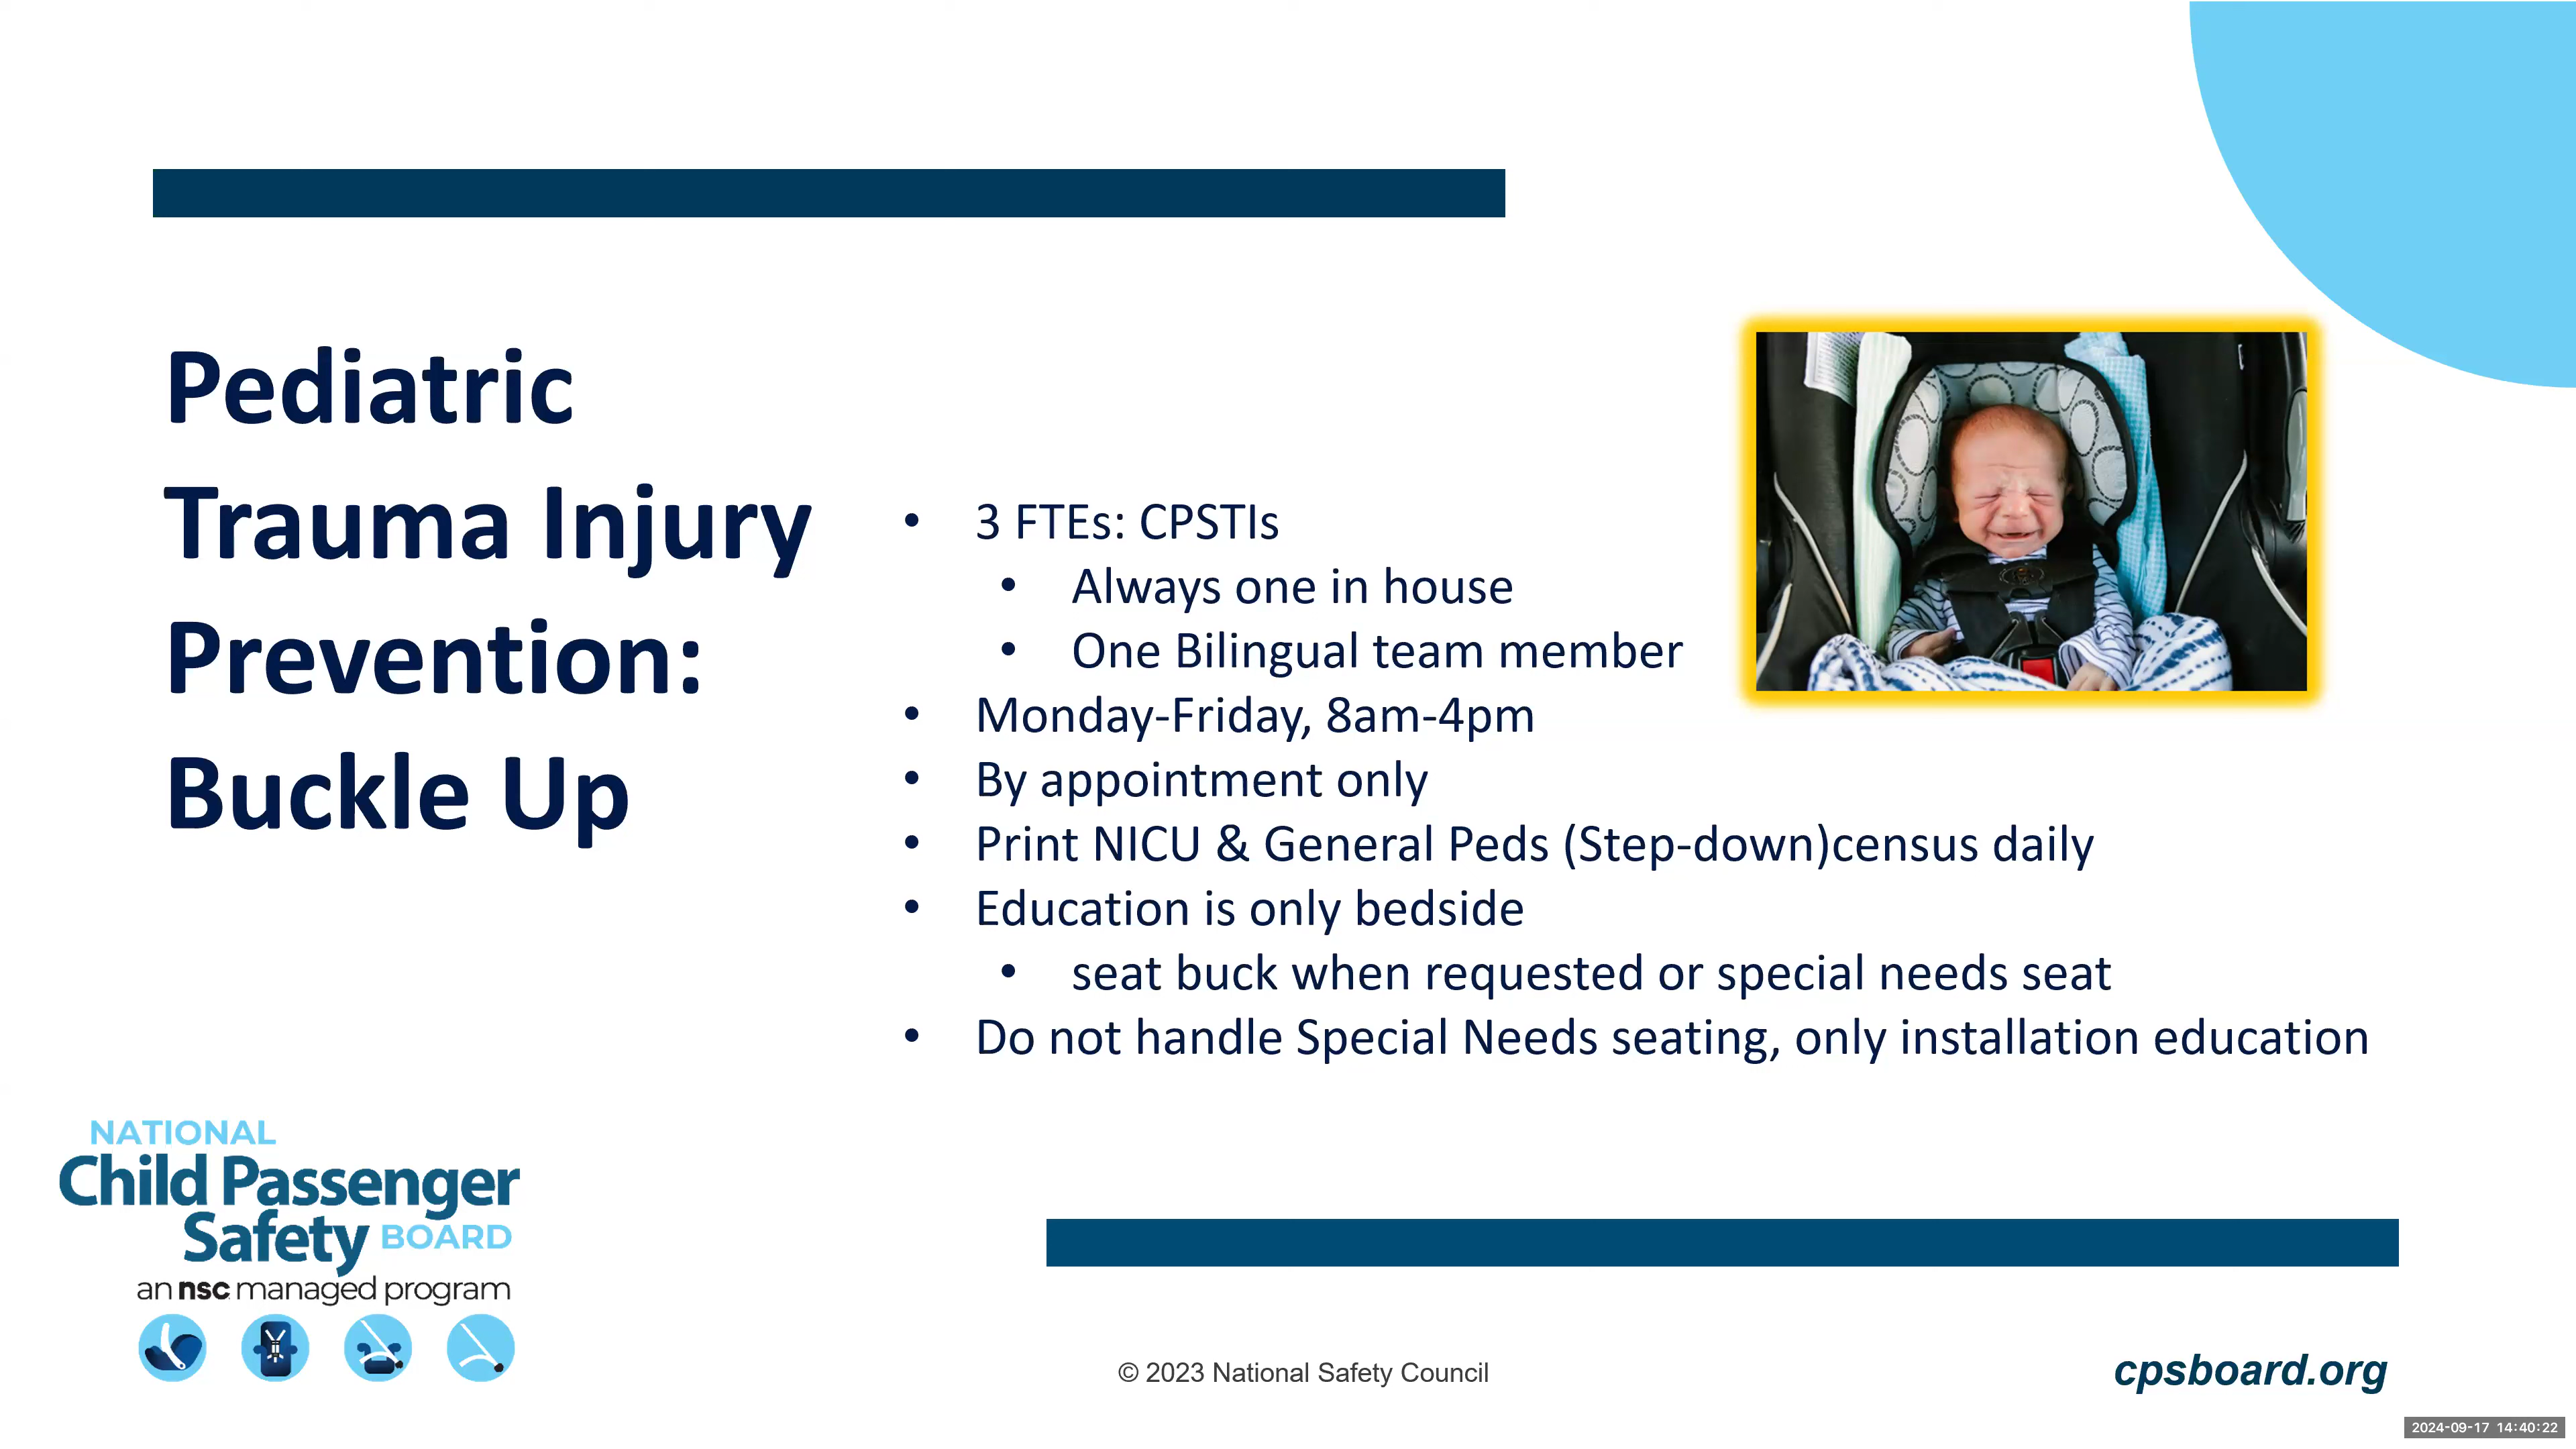 Pediatric
Trauma Injury
Prevention:
Buckle Up
• 3 FTEs: CPSTIs
• Always one in house
• One Bilingual team member
• Monday-Friday, 8am-4pm
• By appointment only
• Print NICU & General Peds (Step-down)census daily
• Education is only bedside
• seat buck when requested or special needs seat
• Do not handle Special Needs seating, only installation education
NATIONAL
Child Passenger
Safety BOARD
an nsc managed program
© 2023 National Safety Council
cpsboard.org
2024-09-17 14:40:22